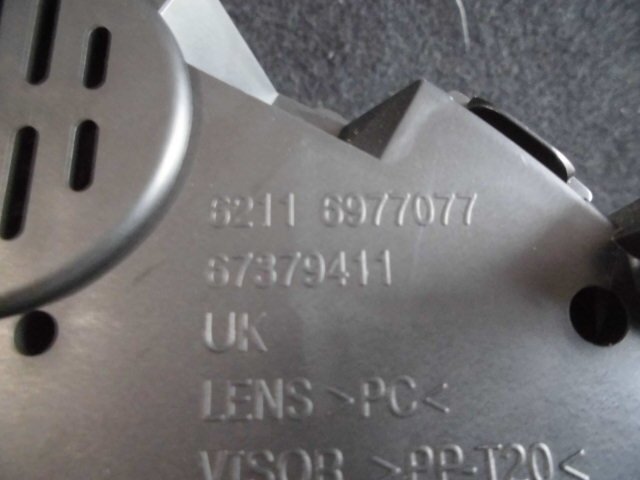 6211 6977077
67379411
UK
LENS >PC<
VISOR >PP-T20<